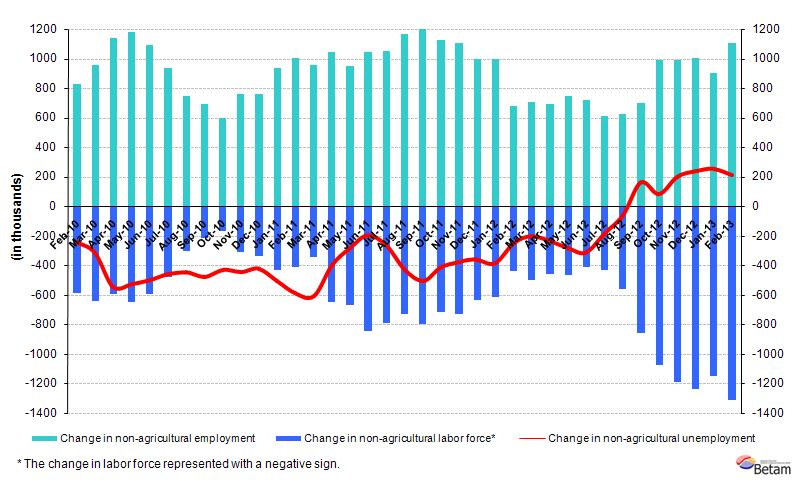 1200 1200
1000 1000
800 800
600 600
400 400
200 200
0 0
-200 -200
-400 -400
-600 -600
-800 -800
-1000 -1000
-1200 -1200
-1400 -1400
(in thousands)
Feb-10 Mar-10 Apr-10 May-10 Jun-10 Jul-10 Aug-10 Sep-10 Oct-10 Nov-10 Dec-10 Jan-11 Feb-11 Mar-11 Apr-11 May-11 Jun-11 Jul-11 Aug-11 Sep-11 Oct-11 Nov-11 Dec-11 Jan-12 Feb-12 Mar-12 Apr-12 May-12 Jun-12 Jul-12 Aug-12 Sep-12 Oct-12 Nov-12 Dec-12 Jan-13 Feb-13
Change in non-agricultural employment Change in non-agricultural labor force* Change in non-agricultural unemployment
* The change in labor force represented with a negative sign.
Betam